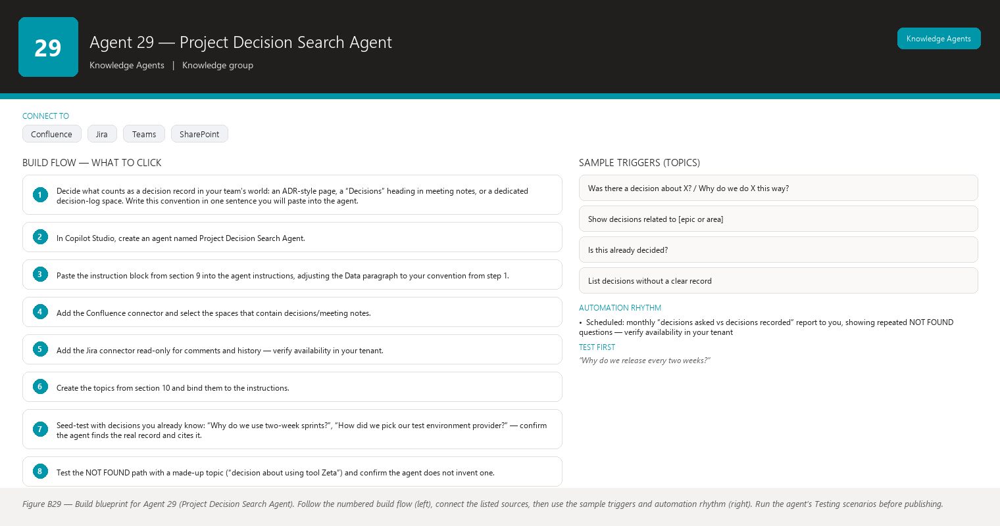 29
Agent 29 — Project Decision Search Agent
Knowledge Agents | Knowledge group
Knowledge Agents
CONNECT TO
Confluence
Jira
Teams
SharePoint
BUILD FLOW — WHAT TO CLICK
1
Decide what counts as a decision record in your team's world: an ADR-style page, a “Decisions” heading in meeting notes, or a dedicated
decision-log space. Write this convention in one sentence you will paste into the agent.
2
In Copilot Studio, create an agent named Project Decision Search Agent.
3
Paste the instruction block from section 9 into the agent instructions, adjusting the Data paragraph to your convention from step 1.
4
Add the Confluence connector and select the spaces that contain decisions/meeting notes.
5
Add the Jira connector read-only for comments and history — verify availability in your tenant.
6
Create the topics from section 10 and bind them to the instructions.
7
Seed-test with decisions you already know: “Why do we use two-week sprints?”, “How did we pick our test environment provider?” — confirm
the agent finds the real record and cites it.
8
Test the NOT FOUND path with a made-up topic (“decision about using tool Zeta”) and confirm the agent does not invent one.
SAMPLE TRIGGERS (TOPICS)
Was there a decision about X? / Why do we do X this way?
Show decisions related to [epic or area]
Is this already decided?
List decisions without a clear record
AUTOMATION RHYTHM
• Scheduled: monthly “decisions asked vs decisions recorded” report to you, showing repeated NOT FOUND
questions — verify availability in your tenant
TEST FIRST
“Why do we release every two weeks?”
Figure B29 — Build blueprint for Agent 29 (Project Decision Search Agent). Follow the numbered build flow (left), connect the listed sources, then use the sample triggers and automation rhythm (right). Run the agent's Testing scenarios before publishing.